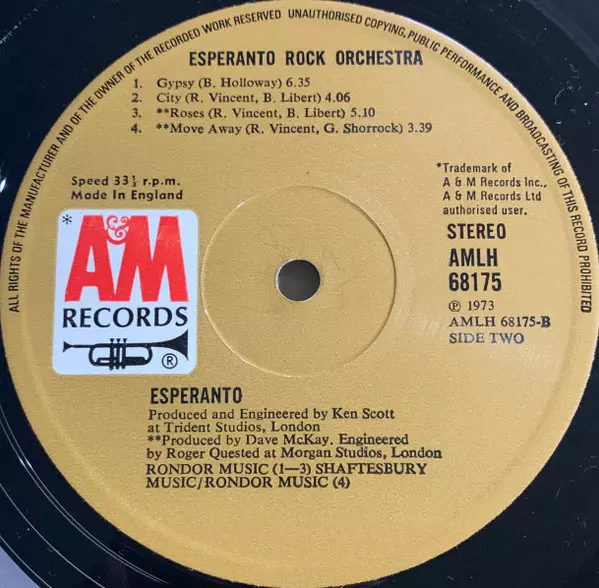 ALL RIGHTS OF THE MANUFACTURER AND OF THE OWNER OF THE RECORDED WORK RESERVED UNAUTHORISED COPYING, PUBLIC PERFORMANCE AND BROADCASTING OF THIS RECORD PROHIBITED
ESPERANTO ROCK ORCHESTRA
1. Gypsy (B. Holloway) 6.35
2. City (R. Vincent, B. Libert) 4.06
3. **Roses (R. Vincent, B. Libert) 5.10
4. **Move Away (R. Vincent, G. Shorrock) 3.39
Speed 33⅓ r.p.m.
Made In England
*Trademark of
A & M Records Inc.,
A & M Records Ltd
authorised user.
*
A&M
RECORDS
®
STEREO
AMLH
68175
℗ 1973
AMLH 68175-B
SIDE TWO
ESPERANTO
Produced and Engineered by Ken Scott
at Trident Studios, London
**Produced by Dave McKay. Engineered
by Roger Quested at Morgan Studios, London
RONDOR MUSIC (1—3) SHAFTESBURY
MUSIC/RONDOR MUSIC (4)